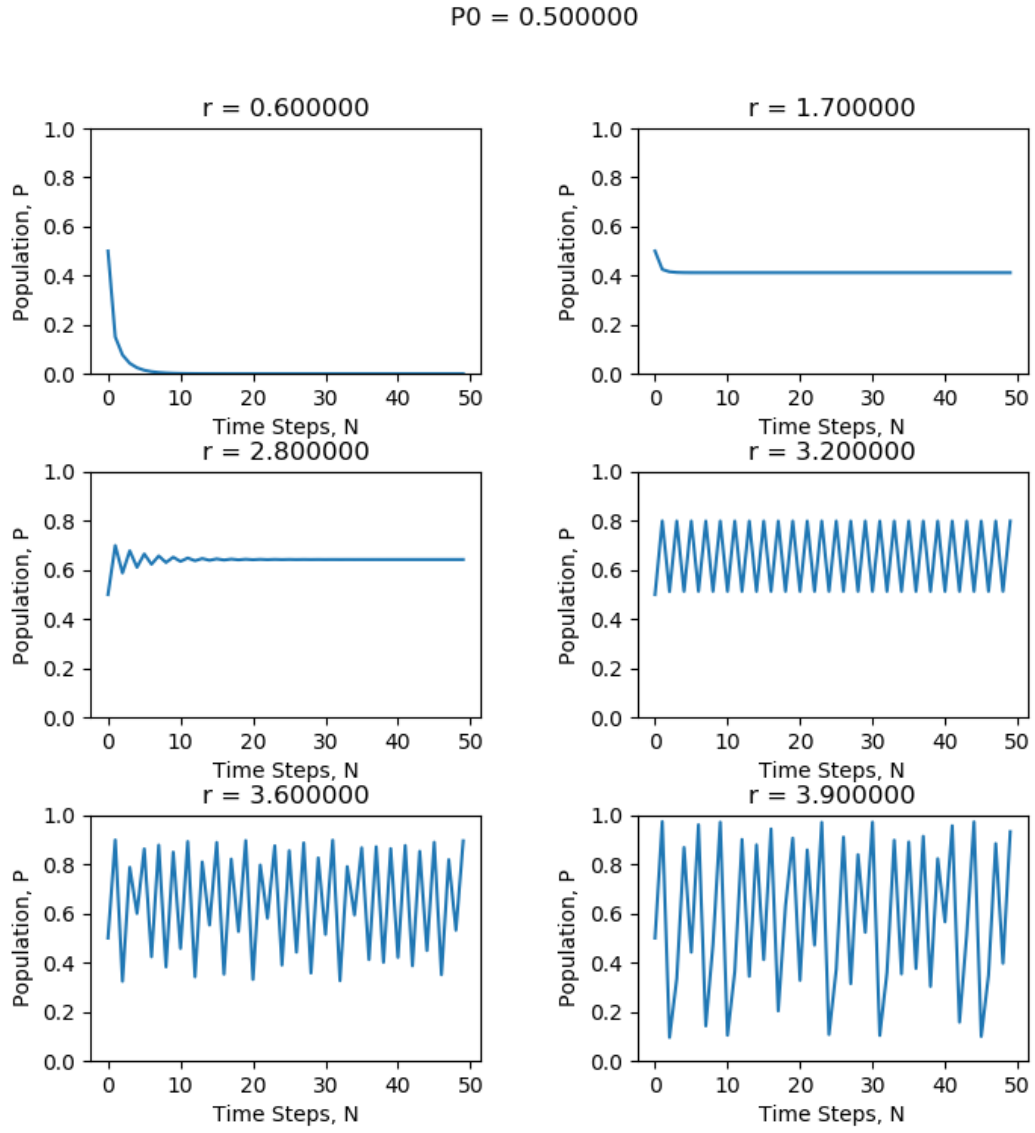 P0 = 0.500000
r = 0.600000
1.0
0.8
0.6
0.4
0.2
0.0
Population, P
0 10 20 30 40 50
Time Steps, N
r = 1.700000
1.0
0.8
0.6
0.4
0.2
0.0
Population, P
0 10 20 30 40 50
Time Steps, N
r = 2.800000
1.0
0.8
0.6
0.4
0.2
0.0
Population, P
0 10 20 30 40 50
Time Steps, N
r = 3.200000
1.0
0.8
0.6
0.4
0.2
0.0
Population, P
0 10 20 30 40 50
Time Steps, N
r = 3.600000
1.0
0.8
0.6
0.4
0.2
0.0
Population, P
0 10 20 30 40 50
Time Steps, N
r = 3.900000
1.0
0.8
0.6
0.4
0.2
0.0
Population, P
0 10 20 30 40 50
Time Steps, N